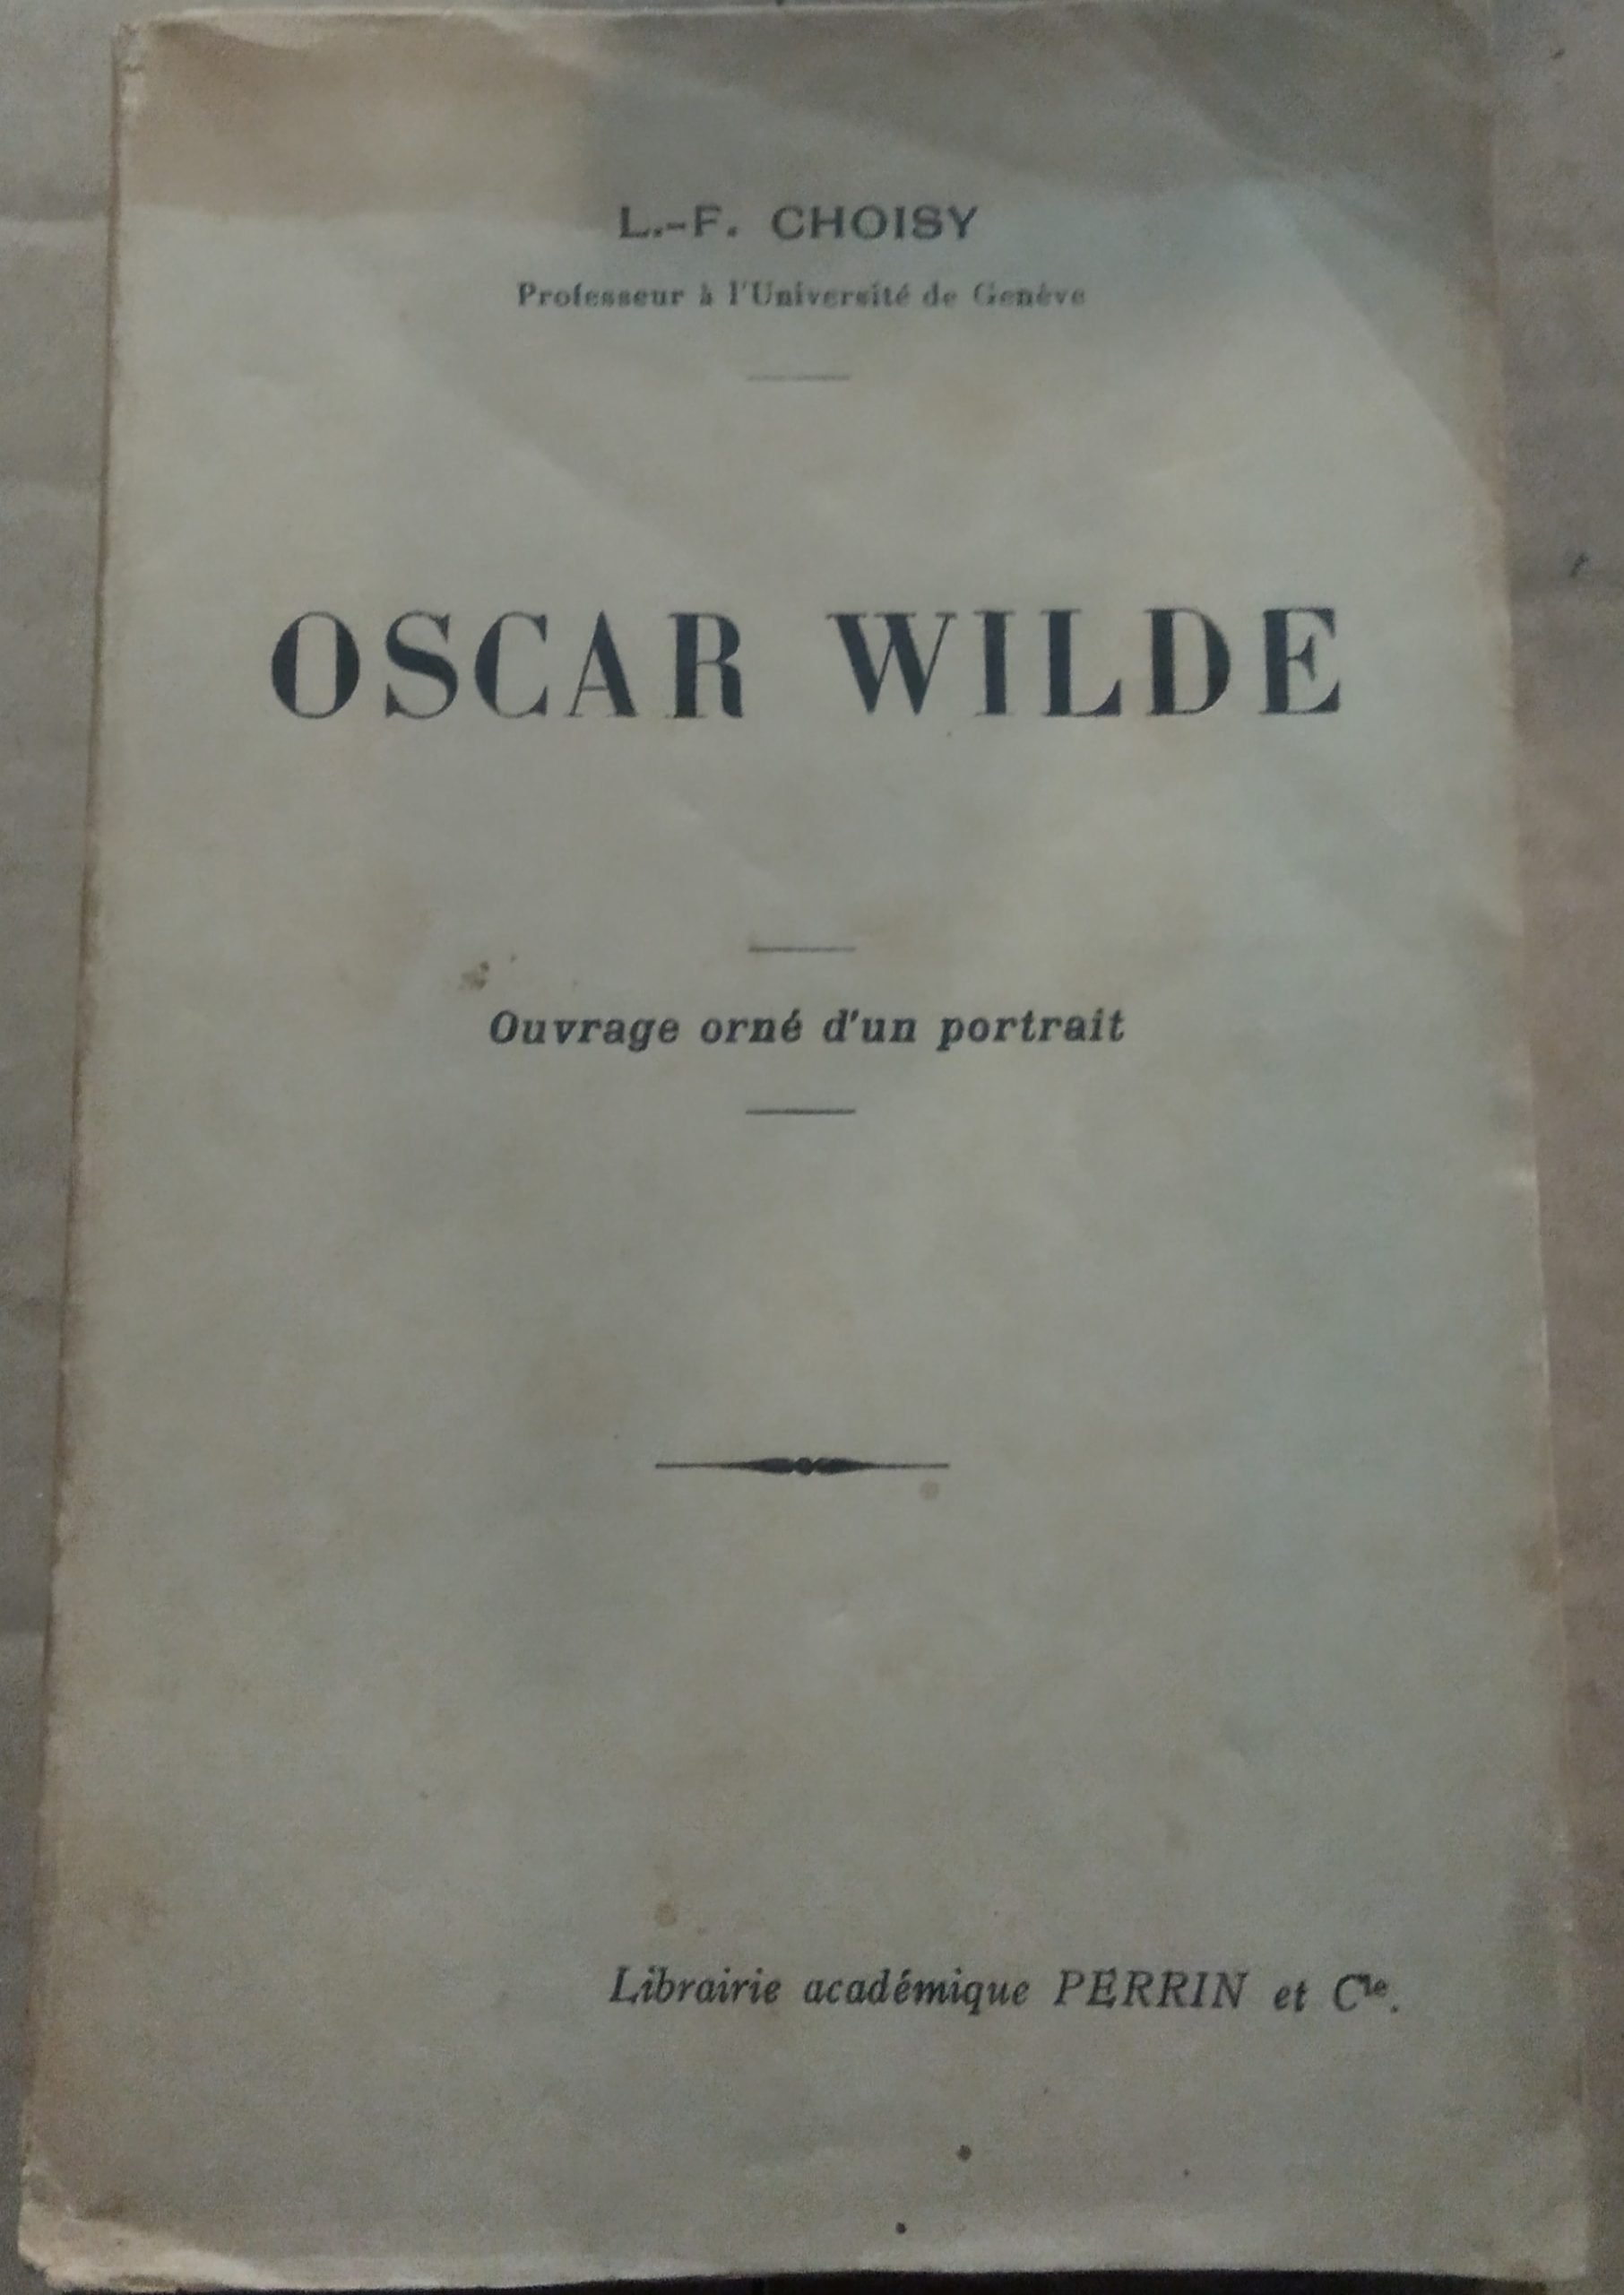 L.-F. CHOISY
Professeur à l'Université de Genève
OSCAR WILDE
Ouvrage orné d'un portrait
Librairie académique PERRIN et Cie.